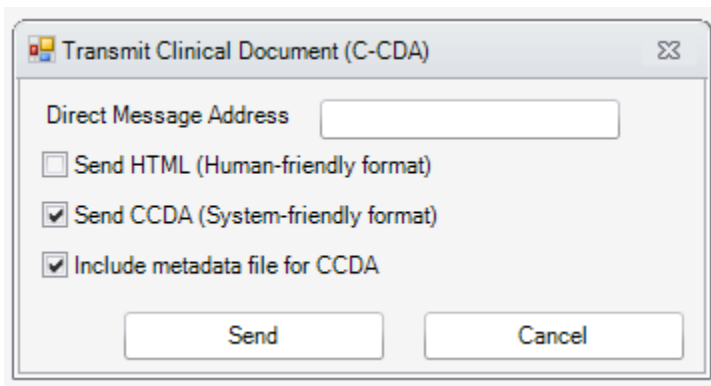 Transmit Clinical Document (C-CDA)
Direct Message Address
Send HTML (Human-friendly format)
Send CCDA (System-friendly format)
Include metadata file for CCDA
Send Cancel